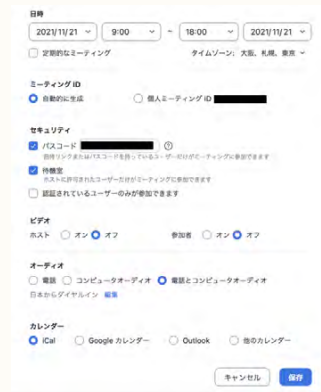 日時
2021/11/21 9:00 ~ 18:00 2021/11/21
定期的なミーティング タイムゾーン: 大阪、札幌、東京
ミーティング ID
自動的に生成 個人ミーティング ID
セキュリティ
パスコード
招待リンクまたはパスコードを持っているユーザーだけがミーティングに参加できます
待機室
ホストに許可されたユーザーだけがミーティングに参加できます
認証されているユーザーのみが参加できます
ビデオ
ホスト オン オフ 参加者 オン オフ
オーディオ
電話 コンピュータオーディオ 電話とコンピュータオーディオ
日本からダイヤルイン 編集
カレンダー
iCal Google カレンダー Outlook 他のカレンダー
キャンセル 保存